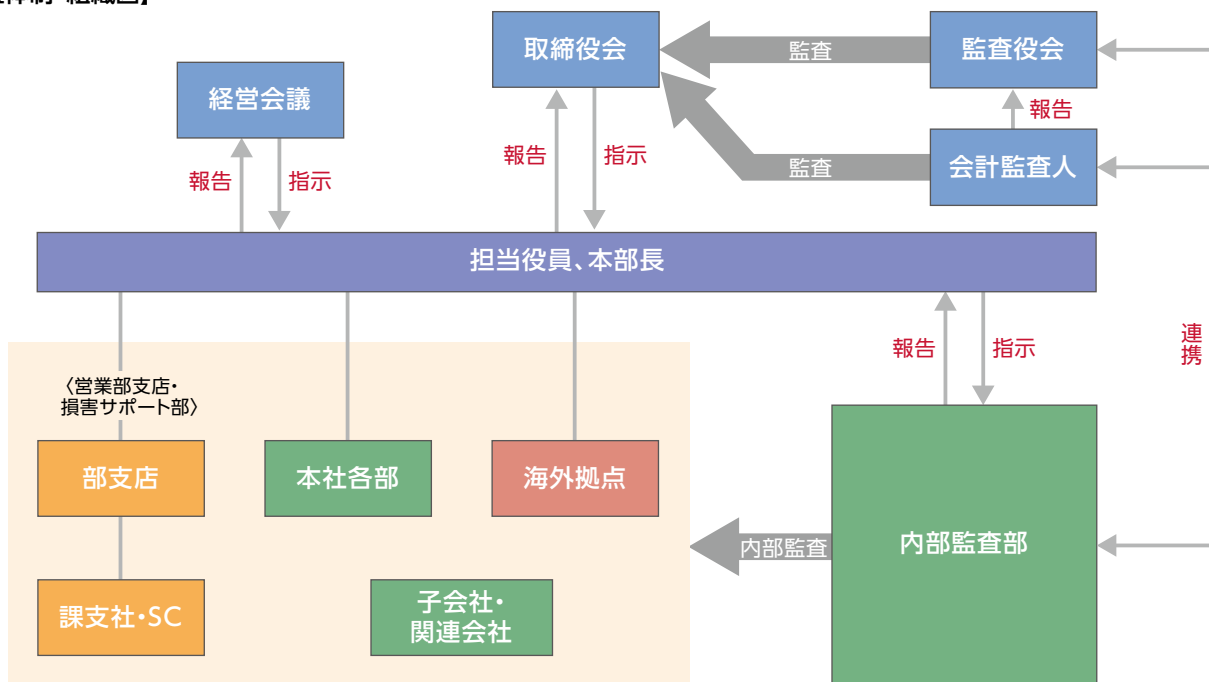 取締役会
監査
監査役会
経営会議
報告
指示
報告
指示
報告
監査
会計監査人
担当役員、本部長
連
携
報告
指示
〈営業部支店・
損害サポート部〉
部支店
本社各部
海外拠点
内部監査
内部監査部
課支社・SC
子会社・
関連会社